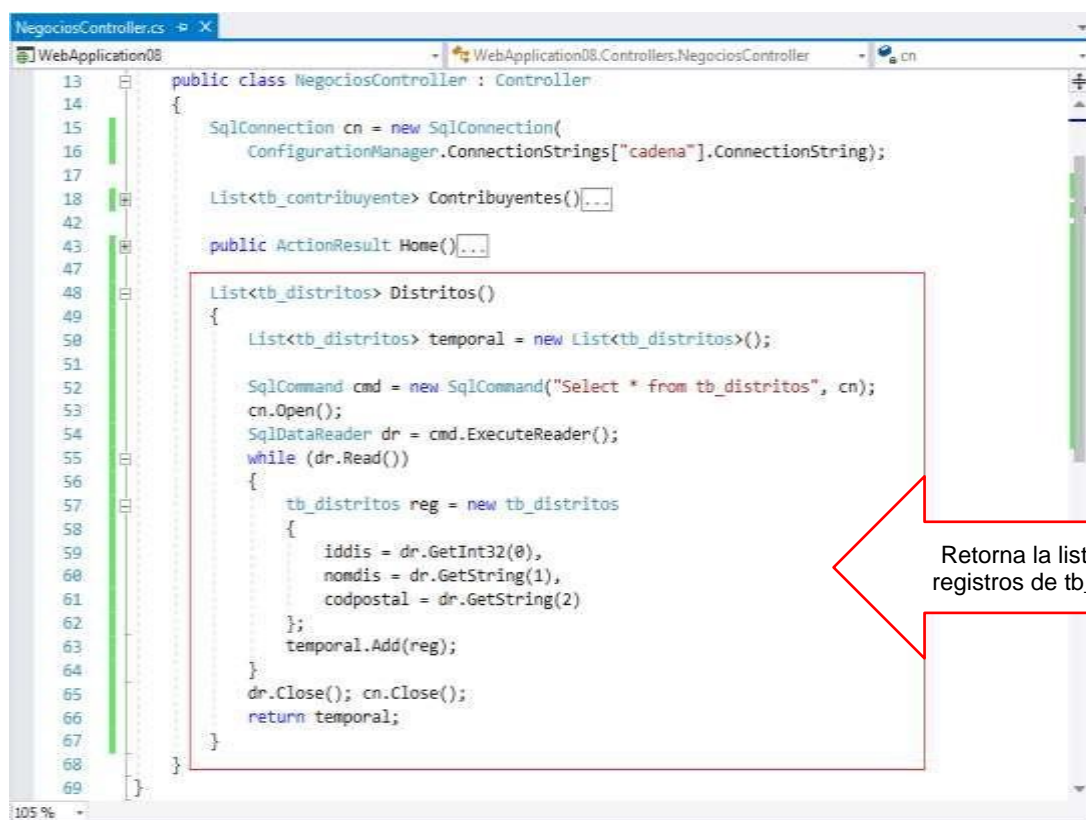 NegociosController.cs
WebApplication08 WebApplication08.Controllers.NegociosController cn
13 public class NegociosController : Controller
14 {
15 SqlConnection cn = new SqlConnection(
16 ConfigurationManager.ConnectionStrings["cadena"].ConnectionString);
17
18 List<tb_contribuyente> Contribuyentes()...
42
43 public ActionResult Home()...
47
48 List<tb_distritos> Distritos()
49 {
50 List<tb_distritos> temporal = new List<tb_distritos>();
51
52 SqlCommand cmd = new SqlCommand("Select * from tb_distritos", cn);
53 cn.Open();
54 SqlDataReader dr = cmd.ExecuteReader();
55 while (dr.Read())
56 {
57 tb_distritos reg = new tb_distritos
58 {
59 iddis = dr.GetInt32(0),
60 nomdis = dr.GetString(1),
61 codpostal = dr.GetString(2)
62 };
63 temporal.Add(reg);
64 }
65 dr.Close(); cn.Close();
66 return temporal;
67 }
68 }
69 }
Retorna la list
registros de tb_
105 %